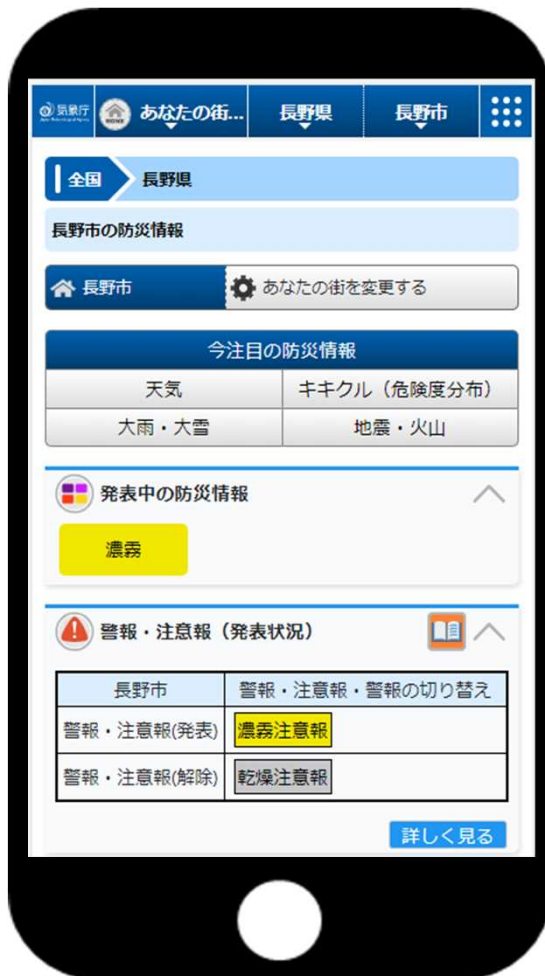 気象庁 HOME あなたの街... 長野県 長野市
全国 長野県
長野市の防災情報
長野市 あなたの街を変更する
今注目の防災情報
天気 キキクル（危険度分布）
大雨・大雪 地震・火山
発表中の防災情報
濃霧
警報・注意報（発表状況）
長野市 警報・注意報・警報の切り替え
警報・注意報(発表) 濃霧注意報
警報・注意報(解除) 乾燥注意報
詳しく見る